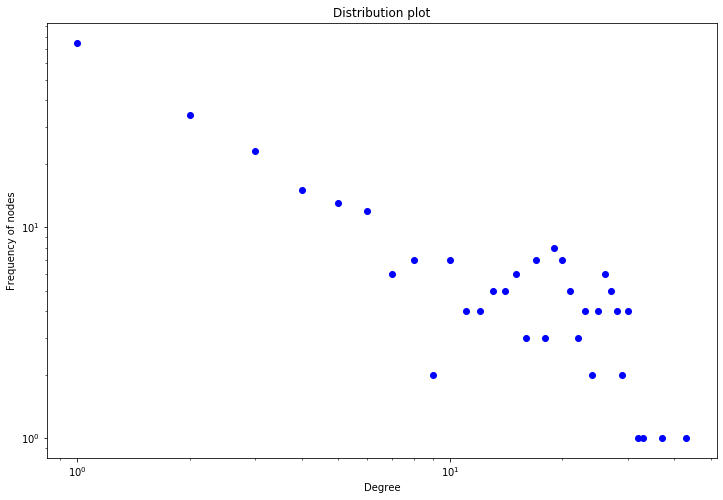 Distribution plot
Frequency of nodes
10¹
10⁰
10⁰
10¹
Degree